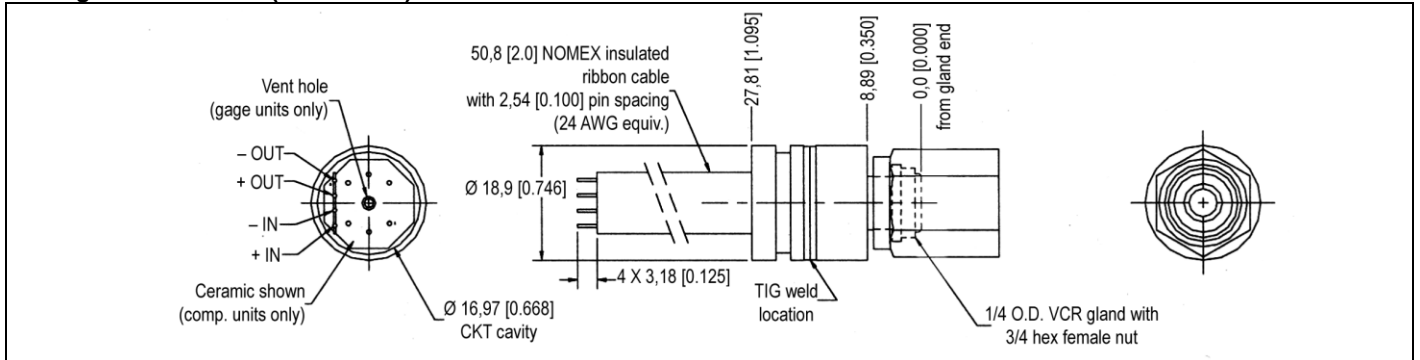 Vent hole
(gage units only)
– OUT
+ OUT
– IN
+ IN
Ceramic shown
(comp. units only)
Ø 16,97 [0.668]
CKT cavity
50,8 [2.0] NOMEX insulated
ribbon cable
with 2,54 [0.100] pin spacing
(24 AWG equiv.)
Ø 18,9 [0.746]
4 X 3,18 [0.125]
27,81 [1.095]
8,89 [0.350]
0,0 [0.000]
from gland end
TIG weld
location
1/4 O.D. VCR gland with
3/4 hex female nut